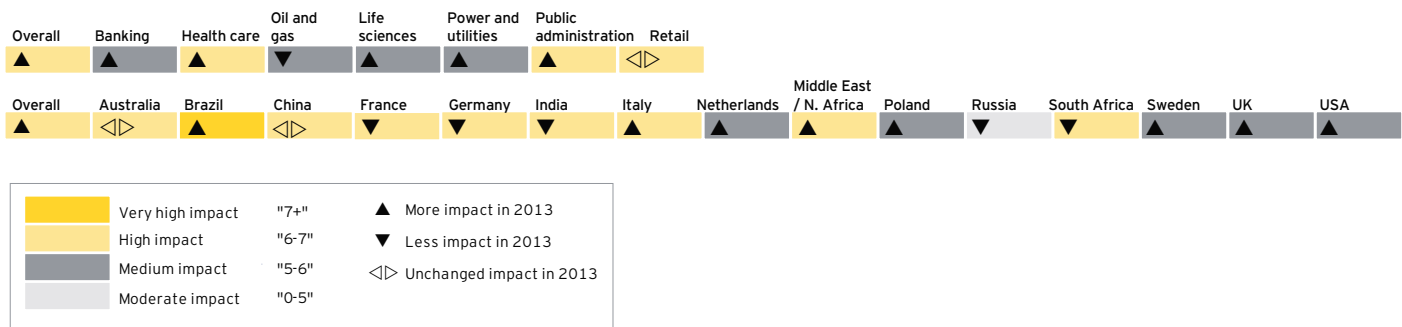 Overall Banking Health care Oil and gas Life sciences Power and utilities Public administration Retail
Overall Australia Brazil China France Germany India Italy Netherlands Middle East / N. Africa Poland Russia South Africa Sweden UK USA
Very high impact "7+" ▲ More impact in 2013
High impact "6-7" ▼ Less impact in 2013
Medium impact "5-6" ◁▷ Unchanged impact in 2013
Moderate impact "0-5"